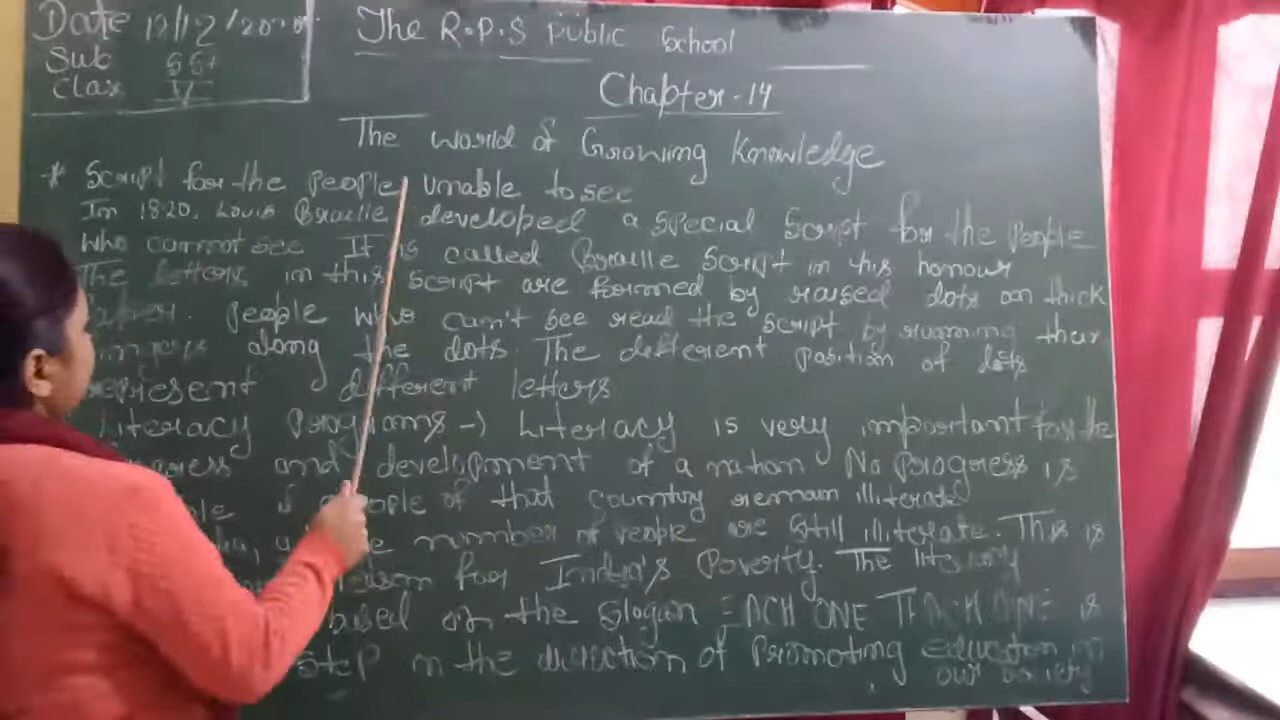 Date 12/12/2020
Sub SSt
Class V
The R.P.S Public School
Chapter-14
The World of Growing Knowledge
* Script for the People Unable to see
In 1820, Louis Braille developed a special Script for the People
who cannot see It is called Braille Script in his honour
The letters in this script are formed by raised dots on thick
People who can't see read the script by running their
along the dots. The different position of dots
represent different letters
Literacy Programs → Literacy is very important for the
and development of a nation No Progress is
if people of that country remain illiterate
number of people are still illiterate. This is
reason for India's Poverty. The literacy
based on the slogan EACH ONE TEACH ONE is
step in the direction of Promoting education in
our society